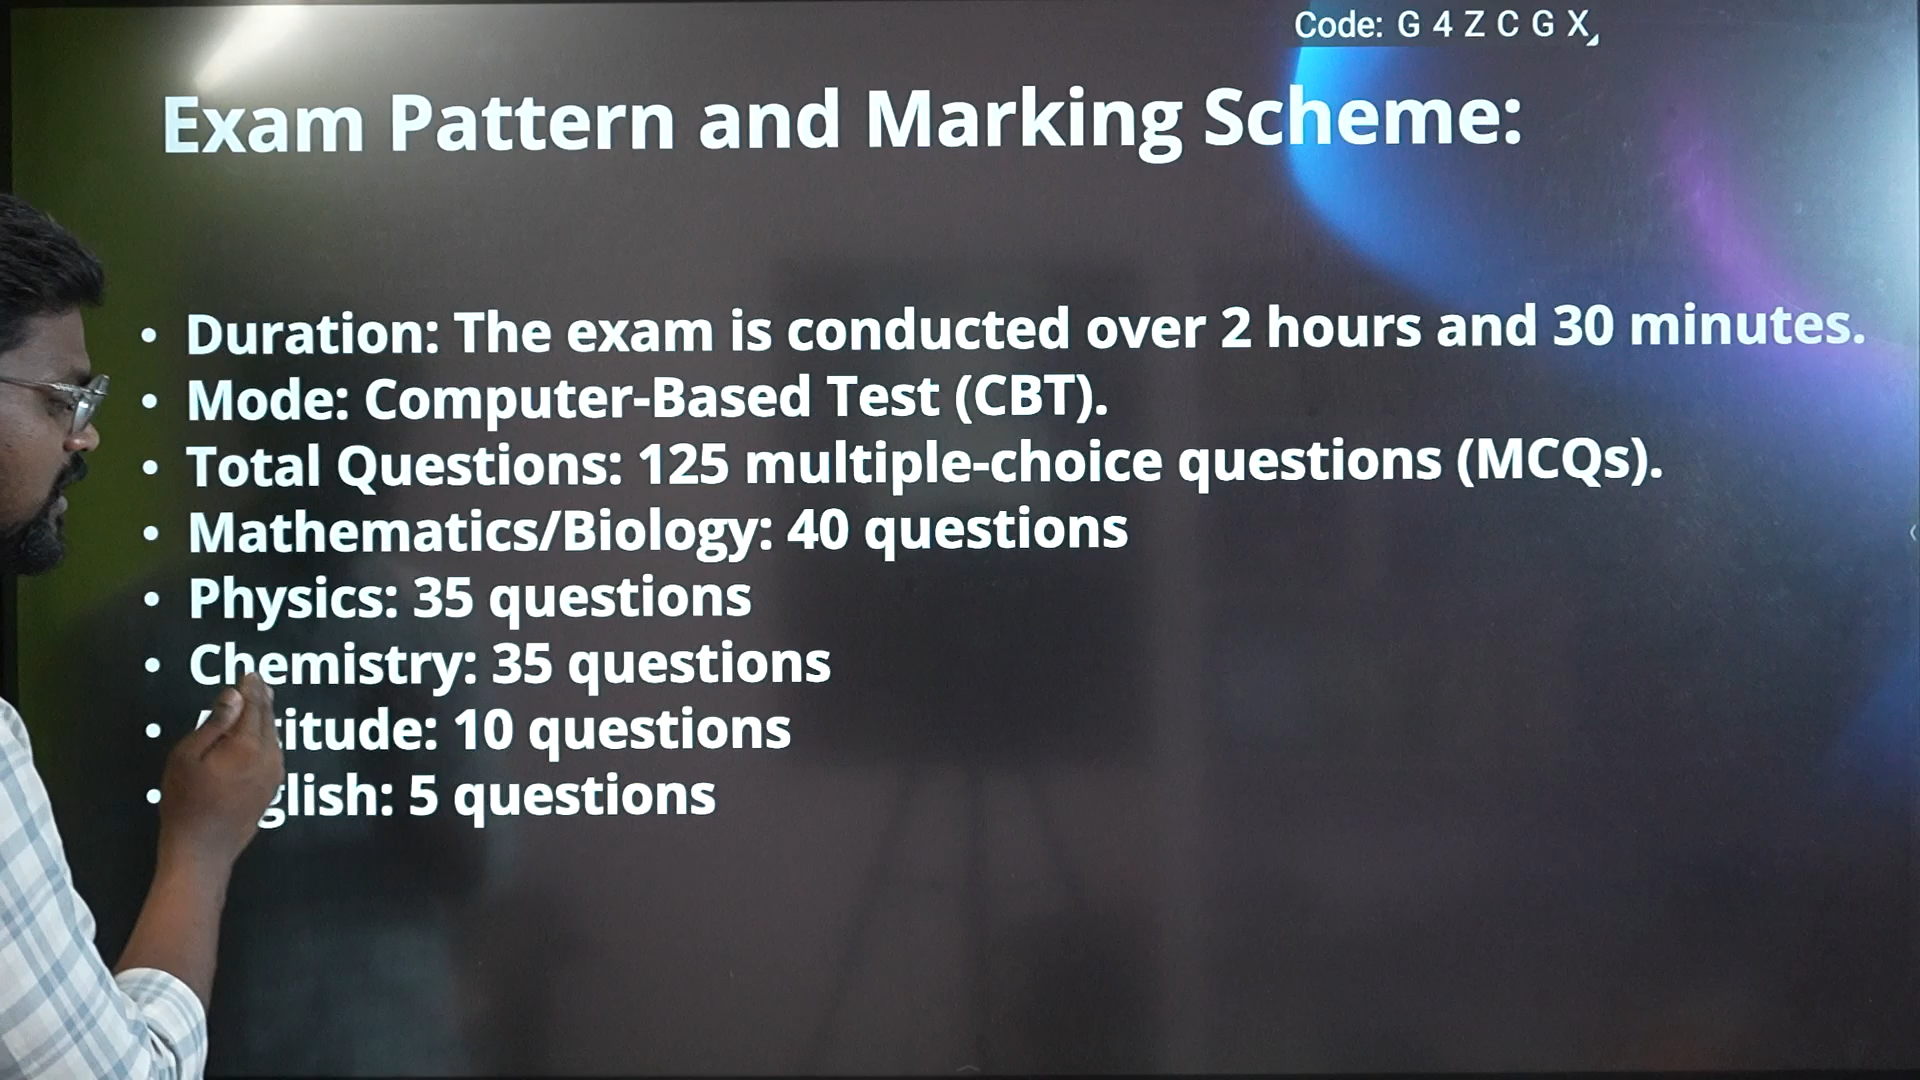 Code: G 4 Z C G X
Exam Pattern and Marking Scheme:
• Duration: The exam is conducted over 2 hours and 30 minutes.
• Mode: Computer-Based Test (CBT).
• Total Questions: 125 multiple-choice questions (MCQs).
• Mathematics/Biology: 40 questions
• Physics: 35 questions
• Chemistry: 35 questions
• 10 questions
• 5 questions